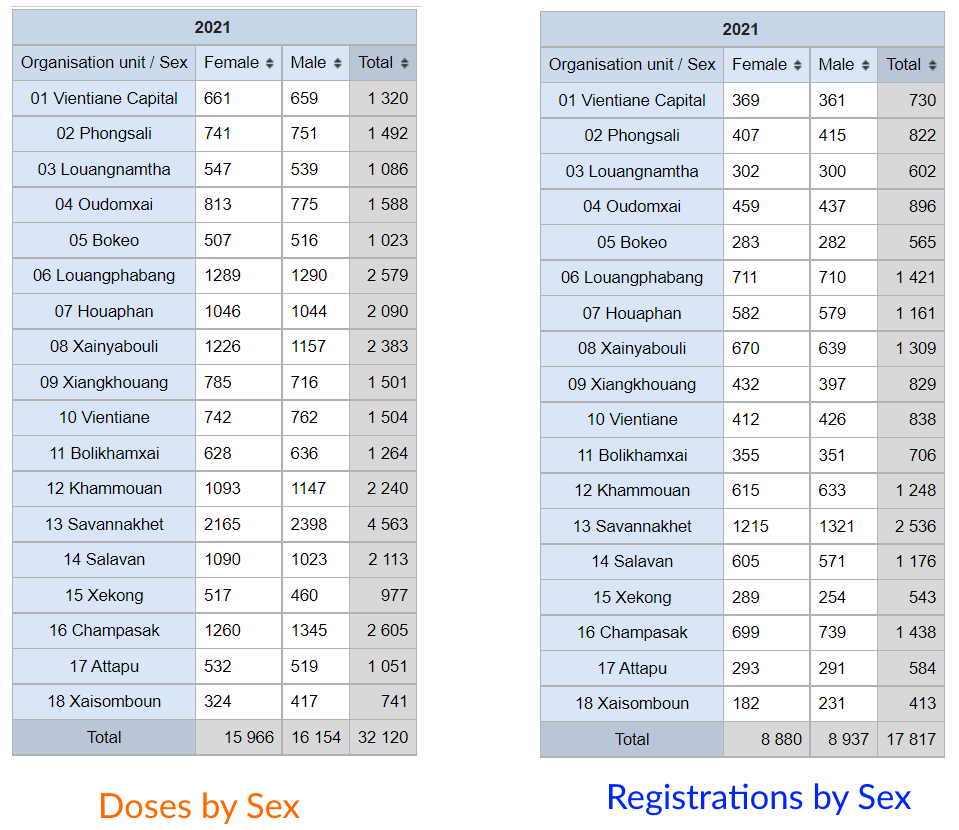 2021
Organisation unit / Sex Female Male Total
01 Vientiane Capital 661 659 1 320
02 Phongsali 741 751 1 492
03 Louangnamtha 547 539 1 086
04 Oudomxai 813 775 1 588
05 Bokeo 507 516 1 023
06 Louangphabang 1289 1290 2 579
07 Houaphan 1046 1044 2 090
08 Xainyabouli 1226 1157 2 383
09 Xiangkhouang 785 716 1 501
10 Vientiane 742 762 1 504
11 Bolikhamxai 628 636 1 264
12 Khammouan 1093 1147 2 240
13 Savannakhet 2165 2398 4 563
14 Salavan 1090 1023 2 113
15 Xekong 517 460 977
16 Champasak 1260 1345 2 605
17 Attapu 532 519 1 051
18 Xaisomboun 324 417 741
Total 15 966 16 154 32 120
Doses by Sex
2021
Organisation unit / Sex Female Male Total
01 Vientiane Capital 369 361 730
02 Phongsali 407 415 822
03 Louangnamtha 302 300 602
04 Oudomxai 459 437 896
05 Bokeo 283 282 565
06 Louangphabang 711 710 1 421
07 Houaphan 582 579 1 161
08 Xainyabouli 670 639 1 309
09 Xiangkhouang 432 397 829
10 Vientiane 412 426 838
11 Bolikhamxai 355 351 706
12 Khammouan 615 633 1 248
13 Savannakhet 1215 1321 2 536
14 Salavan 605 571 1 176
15 Xekong 289 254 543
16 Champasak 699 739 1 438
17 Attapu 293 291 584
18 Xaisomboun 182 231 413
Total 8 880 8 937 17 817
Registrations by Sex